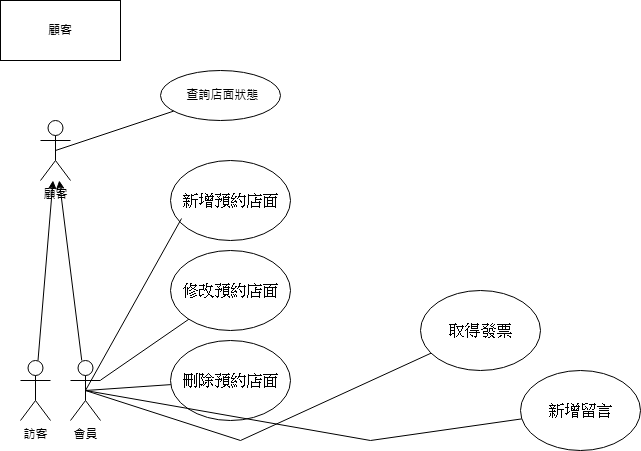 顧客
查詢店面狀態
顧客
新增預約店面
修改預約店面
取得發票
刪除預約店面
新增留言
訪客
會員